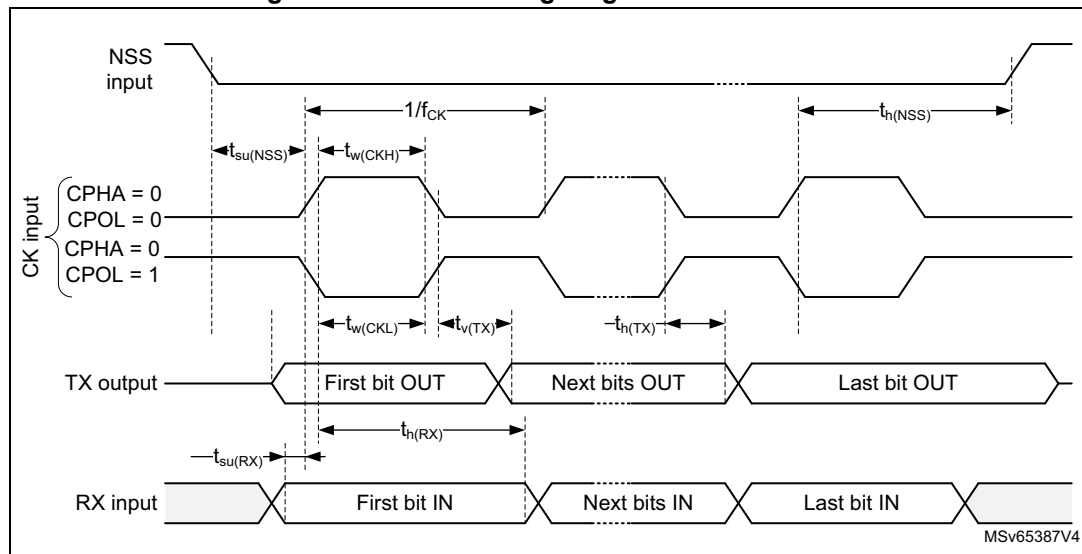 NSS
input
1/fCK
th(NSS)
tsu(NSS)
tw(CKH)
CK input
CPHA = 0
CPOL = 0
CPHA = 0
CPOL = 1
tw(CKL)
tv(TX)
th(TX)
TX output
First bit OUT
Next bits OUT
Last bit OUT
th(RX)
tsu(RX)
RX input
First bit IN
Next bits IN
Last bit IN
MSv65387V4